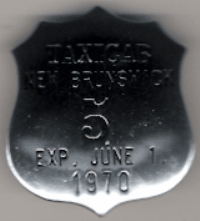 TAXICAB
NEW BRUNSWICK
5
EXP. JUNE 1
1970